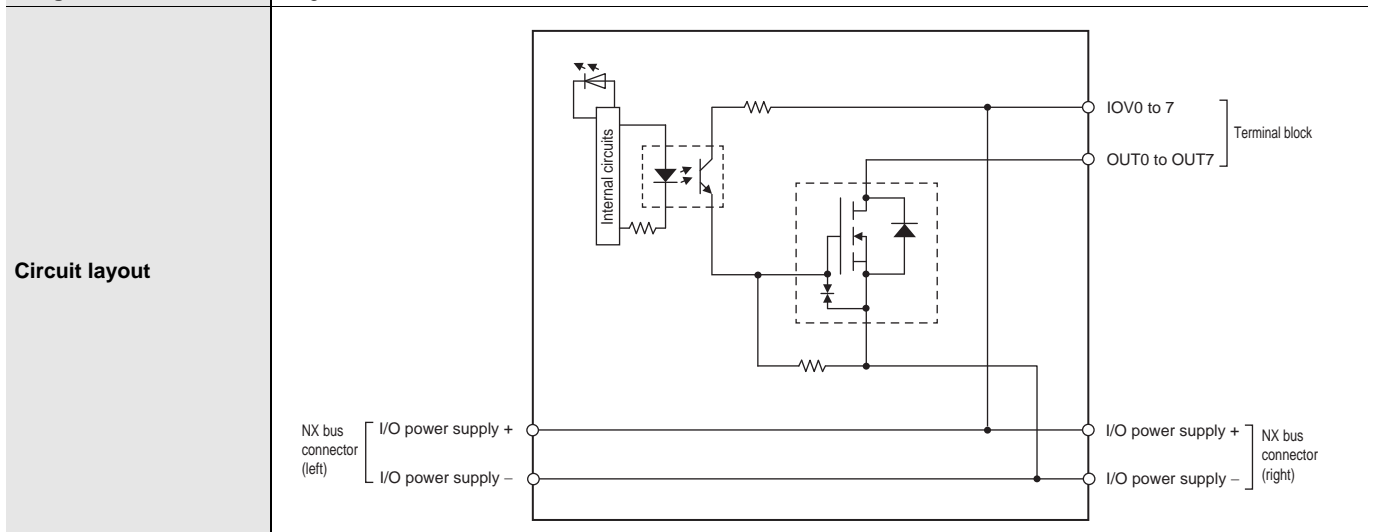 Circuit layout
Internal circuits
IOV0 to 7
OUT0 to OUT7
Terminal block
NX bus
connector
(left)
I/O power supply +
I/O power supply −
I/O power supply +
I/O power supply −
NX bus
connector
(right)